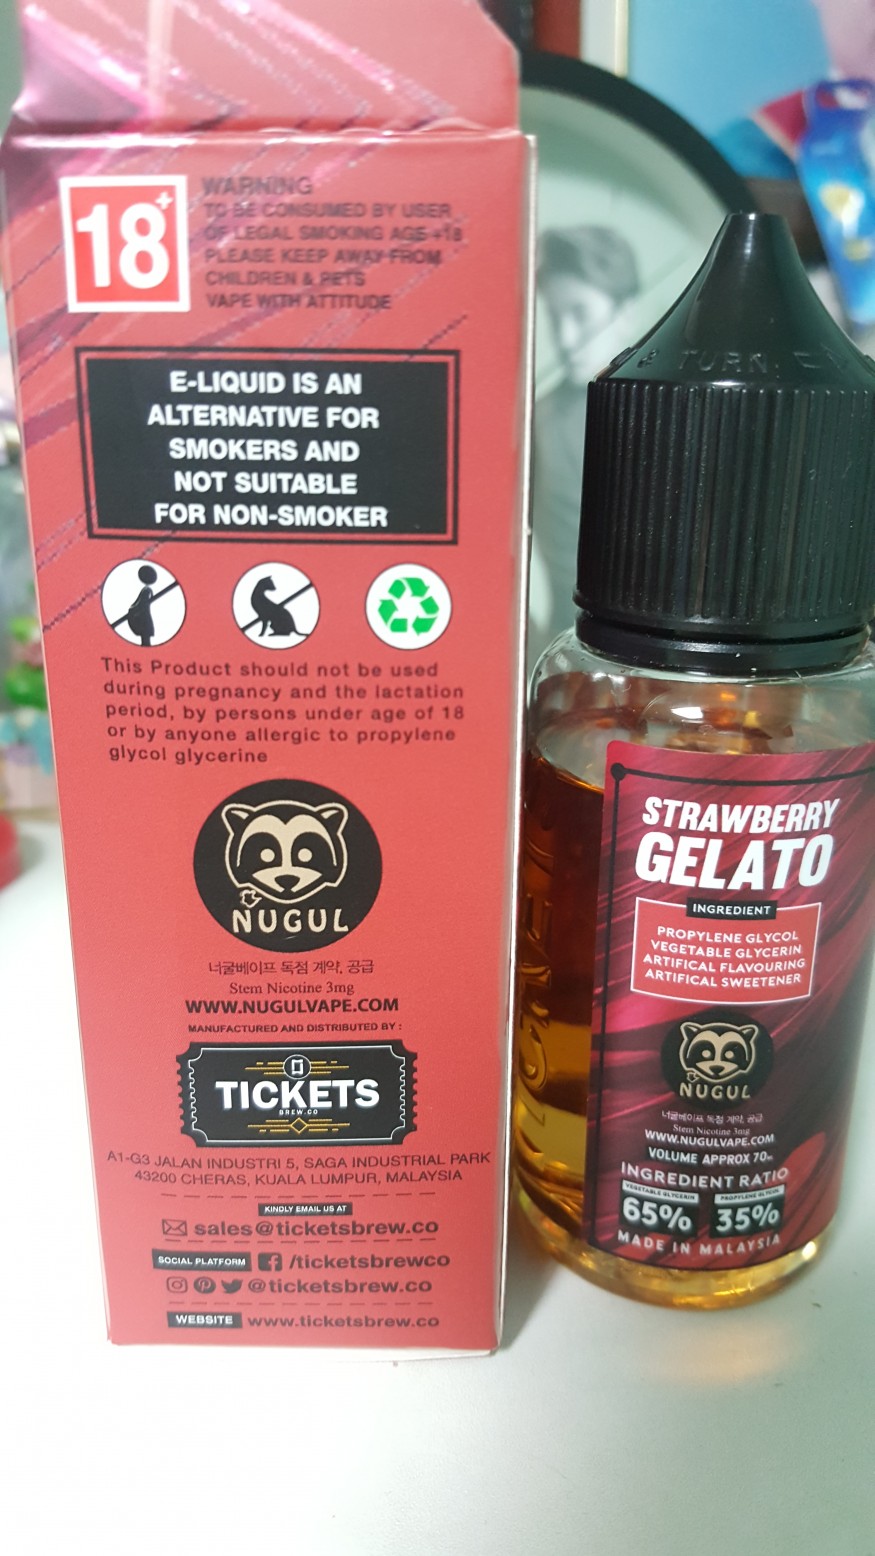 18+
WARNING
TO BE CONSUMED BY USER
OF LEGAL SMOKING AGE +18
PLEASE KEEP AWAY FROM
CHILDREN & PETS
VAPE WITH ATTITUDE
E-LIQUID IS AN
ALTERNATIVE FOR
SMOKERS AND
NOT SUITABLE
FOR NON-SMOKER
This Product should not be used
during pregnancy and the lactation
period, by persons under age of 18
or by anyone allergic to propylene
glycol glycerine
NUGUL
너굴베이프 독점 계약, 공급
Stem Nicotine 3mg
WWW.NUGULVAPE.COM
MANUFACTURED AND DISTRIBUTED BY :
TICKETS
BREW.CO
A1-G3 JALAN INDUSTRI 5, SAGA INDUSTRIAL PARK
43200 CHERAS, KUALA LUMPUR, MALAYSIA
KINDLY EMAIL US AT
sales@ticketsbrew.co
SOCIAL PLATFORM /ticketsbrewco
@ticketsbrew.co
WEBSITE www.ticketsbrew.co
TURN
STRAWBERRY
GELATO
INGREDIENT
PROPYLENE GLYCOL
VEGETABLE GLYCERIN
ARTIFICAL FLAVOURING
ARTIFICAL SWEETENER
NUGUL
너굴베이프 독점 계약, 공급
Stem Nicotine 3mg
WWW.NUGULVAPE.COM
VOLUME APPROX 70ML
INGREDIENT RATIO
VEGETABLE GLYCERIN PROPYLENE GLYCOL
65% 35%
MADE IN MALAYSIA